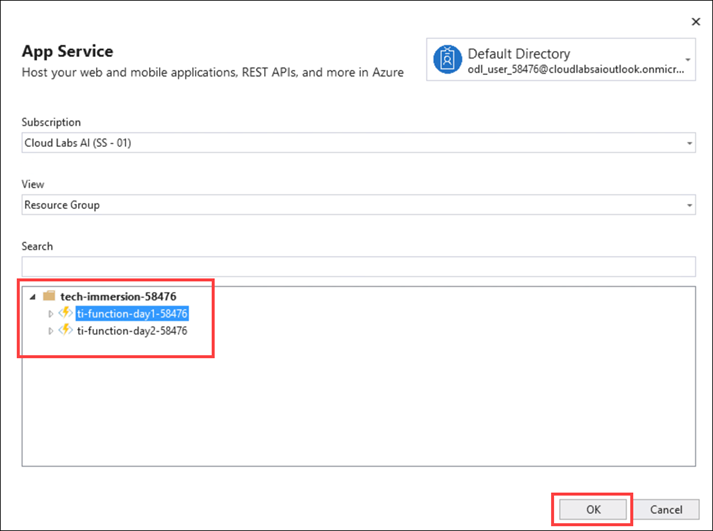 App Service
Host your web and mobile applications, REST APIs, and more in Azure
Default Directory
odl_user_58476@cloudlabsaioutlook.onmicr...
Subscription
Cloud Labs AI (SS - 01)
View
Resource Group
Search
tech-immersion-58476
ti-function-day1-58476
ti-function-day2-58476
OK
Cancel